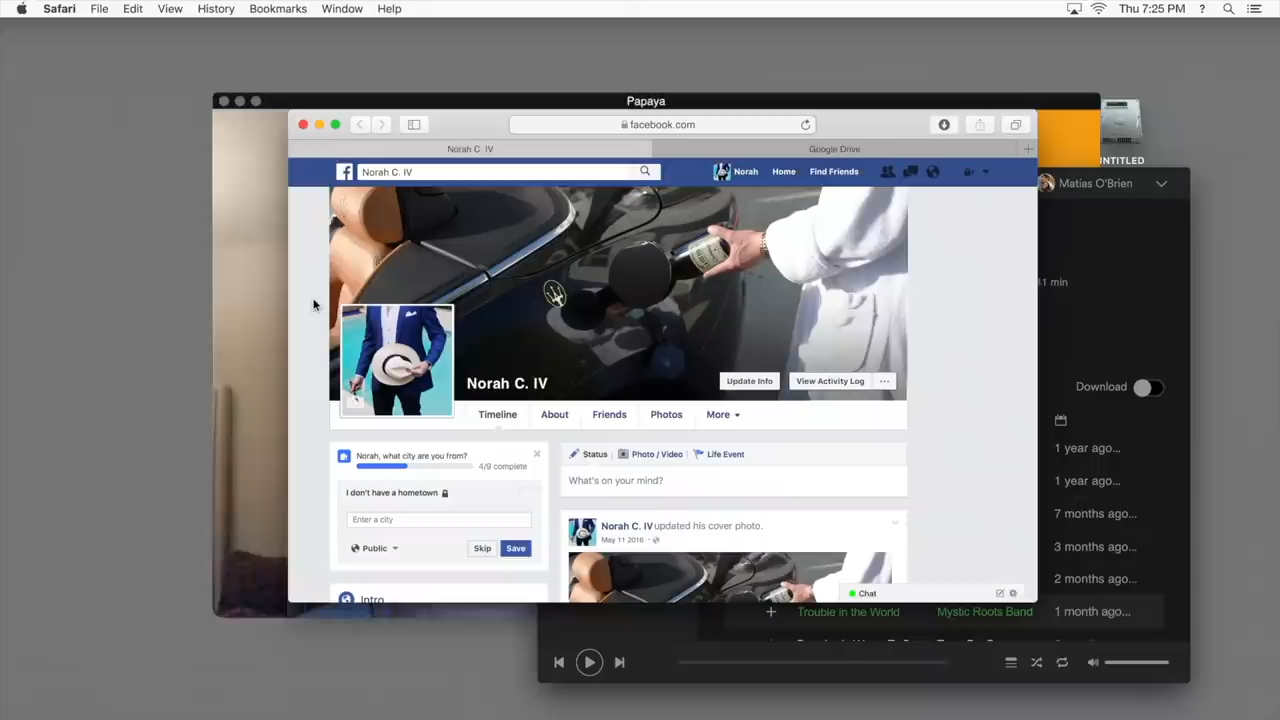 Safari File Edit View History Bookmarks Window Help Thu 7:25 PM ?
Papaya
facebook.com
UNTITLED
Norah C. IV Google Drive
Norah C. IV Norah Home Find Friends
Matias O'Brien
Norah C. IV
Update Info View Activity Log
Download
Timeline About Friends Photos More
Norah, what city are you from?
4/9 complete
Status Photo / Video Life Event
1 year ago...
What's on your mind?
1 year ago...
I don't have a hometown
Enter a city
7 months ago...
Norah C. IV updated his cover photo.
May 11 2016
Public Skip Save
3 months ago...
2 months ago...
Intro
Chat
Trouble in the World Mystic Roots Band 1 month ago...